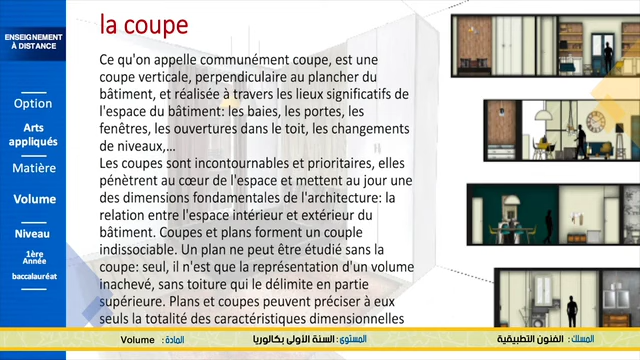 ENSEIGNEMENT
À DISTANCE
Option
Arts
appliqués
Matière
Volume
Niveau
1ère
Année
baccalauréat
la coupe
Ce qu'on appelle communément coupe, est une
coupe verticale, perpendiculaire au plancher du
bâtiment, et réalisée à travers les lieux significatifs de
l'espace du bâtiment: les baies, les portes, les
fenêtres, les ouvertures dans le toit, les changements
de niveaux,...
Les coupes sont incontournables et prioritaires, elles
pénètrent au cœur de l'espace et mettent au jour une
des dimensions fondamentales de l'architecture: la
relation entre l'espace intérieur et extérieur du
bâtiment. Coupes et plans forment un couple
indissociable. Un plan ne peut être étudié sans la
coupe: seul, il n'est que la représentation d'un volume
inachevé, sans toiture qui le délimite en partie
supérieure. Plans et coupes peuvent préciser à eux
seuls la totalité des caractéristiques dimensionnelles
المسلك: الفنون التطبيقية
المستوى: السنة الأولى بكالوريا
المادة: Volume